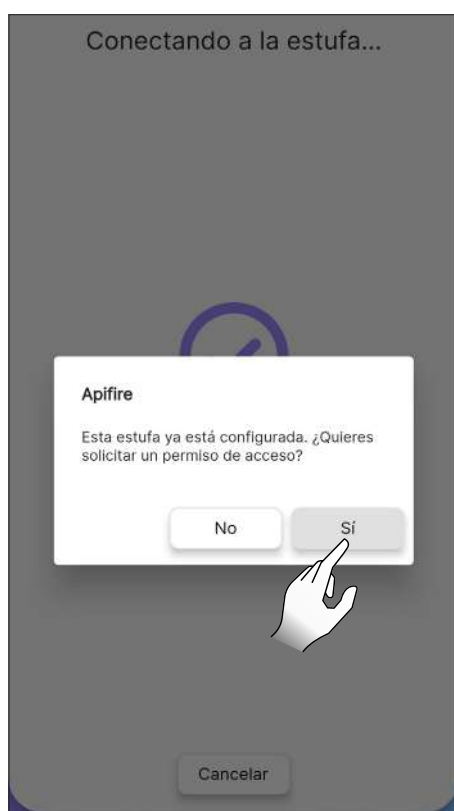 Conectando a la estufa...
Apifire
Esta estufa ya está configurada. ¿Quieres
solicitar un permiso de acceso?
No
Sí
Cancelar